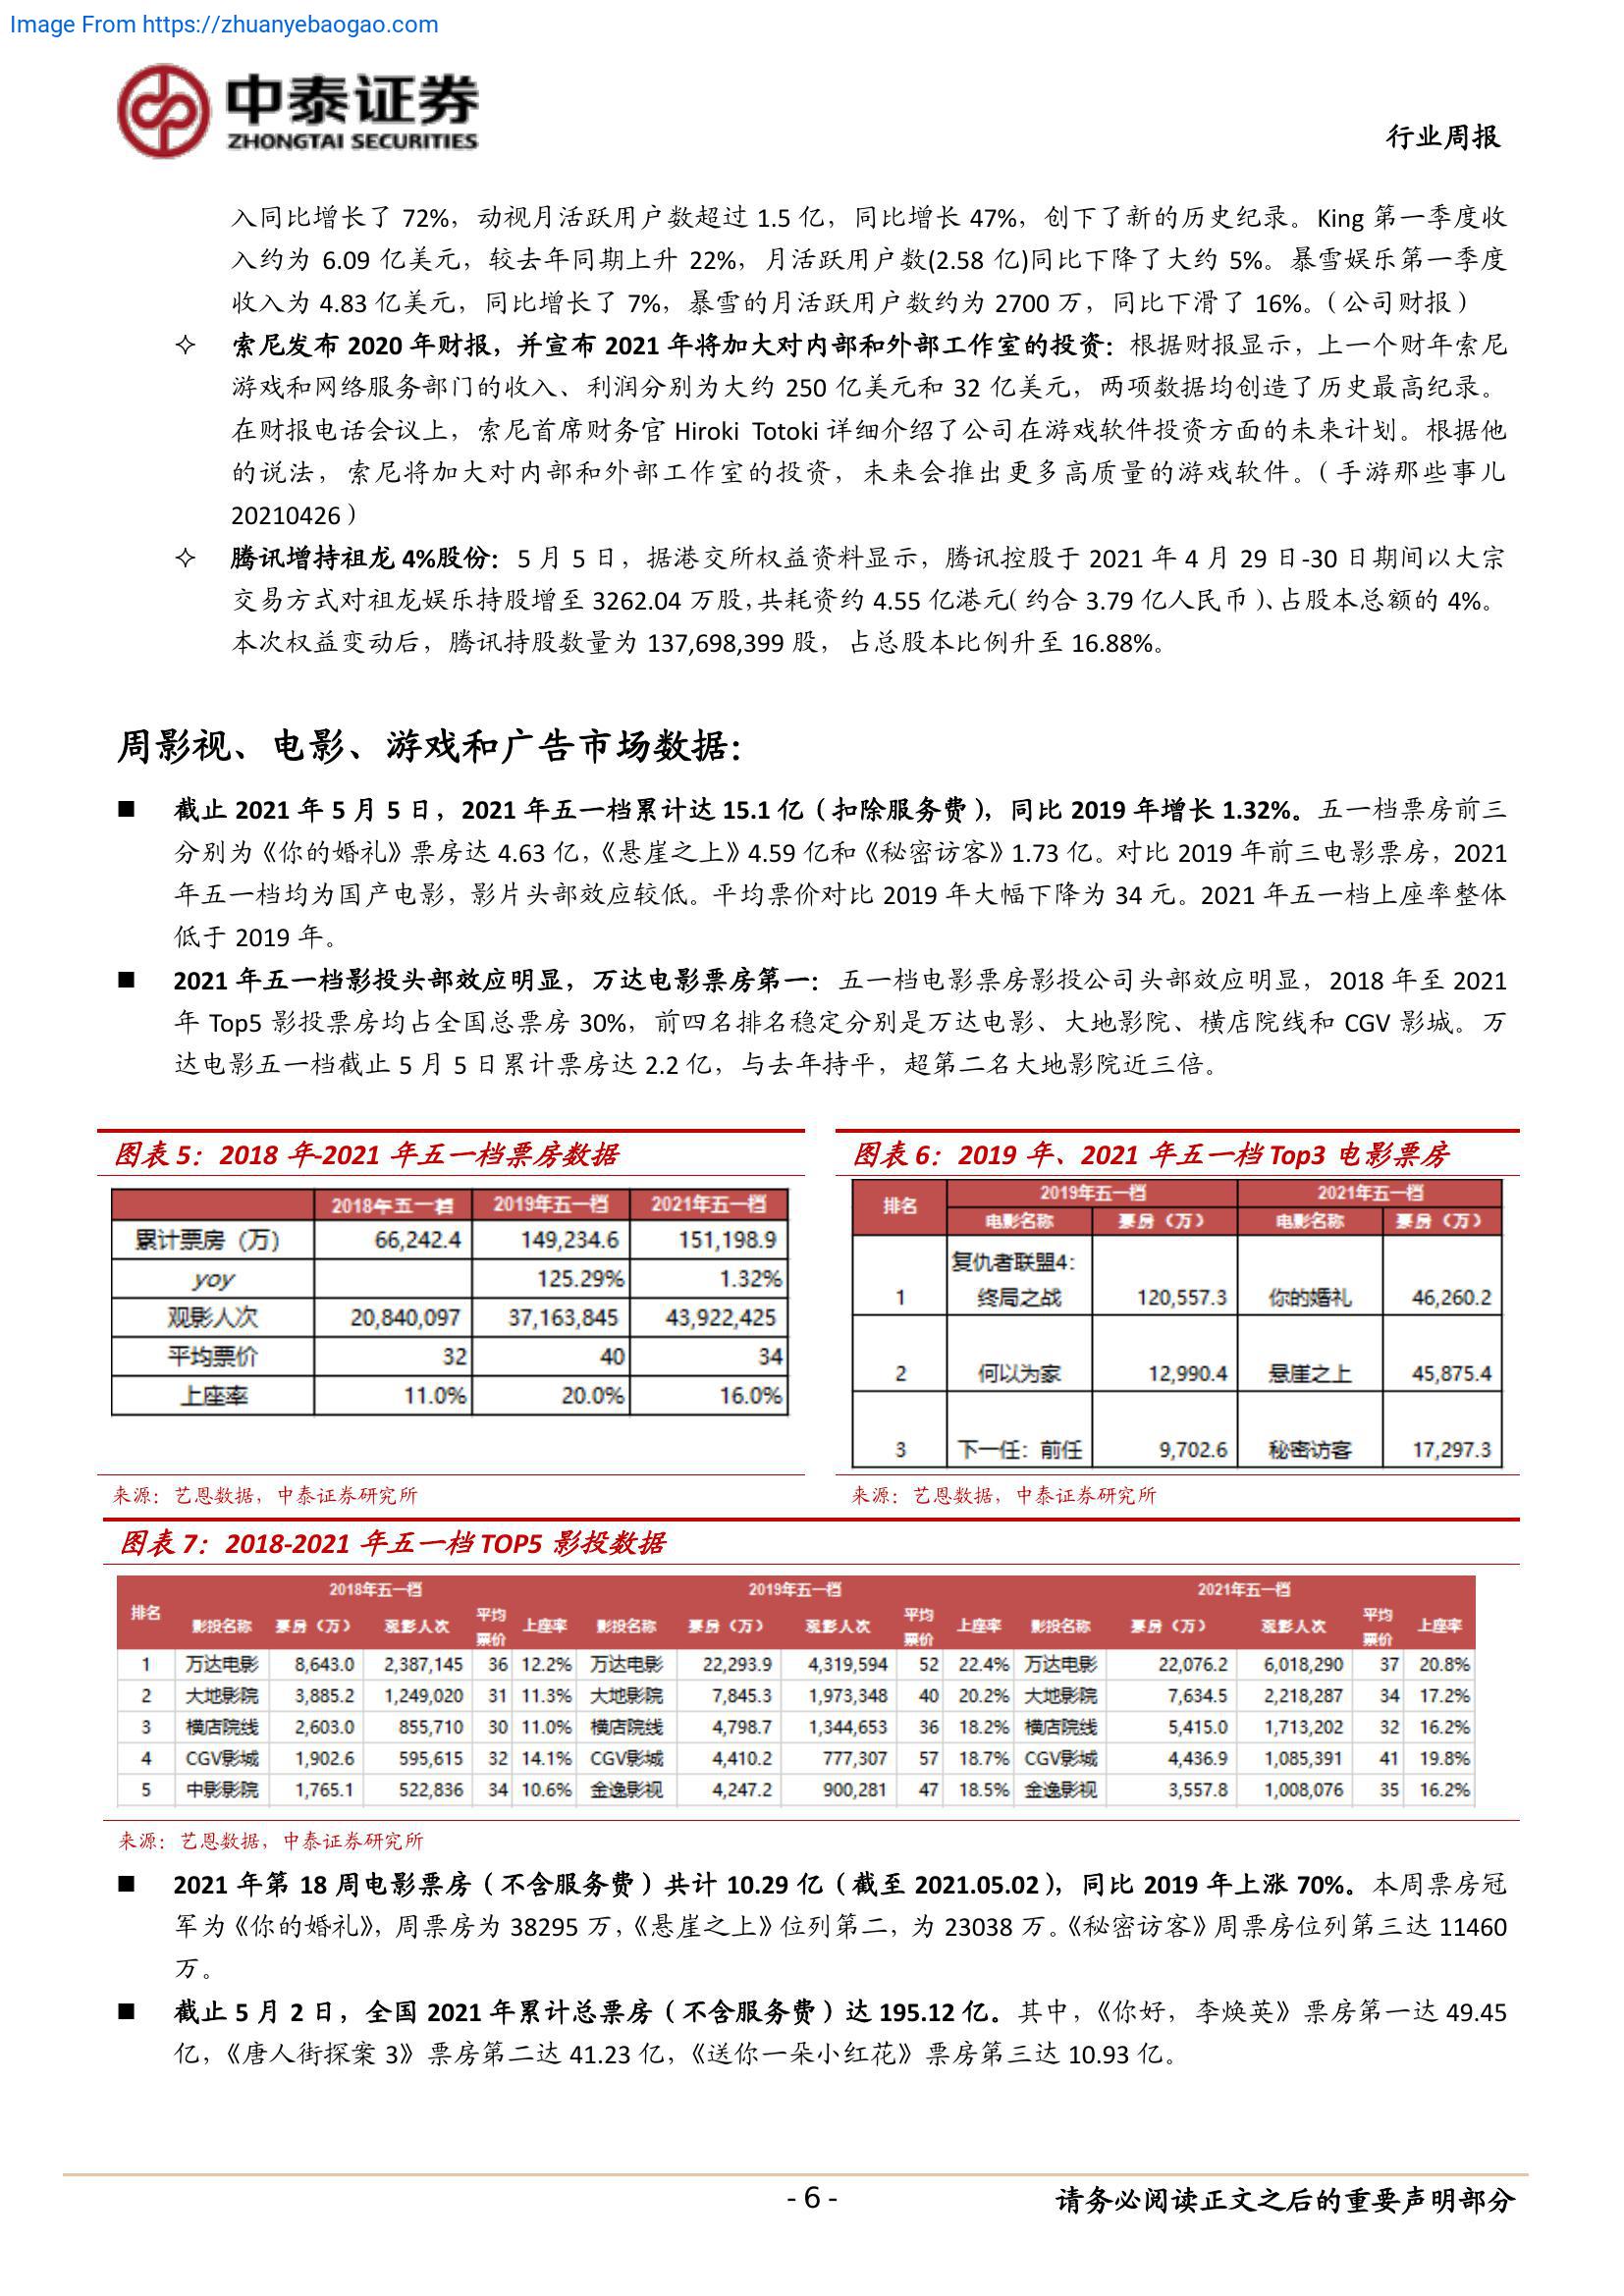 Image From https://zhuanyebaogao.com
中泰证券
ZHONGTAI SECURITIES
行业周报
入同比增长了 72%，动视月活跃用户数超过 1.5 亿，同比增长 47%，创下了新的历史纪录。King 第一季度收
入约为 6.09 亿美元，较去年同期上升 22%，月活跃用户数(2.58 亿)同比下降了大约 5%。暴雪娱乐第一季度
收入为 4.83 亿美元，同比增长了 7%，暴雪的月活跃用户数约为 2700 万，同比下滑了 16%。（公司财报）
✧ 索尼发布 2020 年财报，并宣布 2021 年将加大对内部和外部工作室的投资：根据财报显示，上一个财年索尼
游戏和网络服务部门的收入、利润分别为大约 250 亿美元和 32 亿美元，两项数据均创造了历史最高纪录。
在财报电话会议上，索尼首席财务官 Hiroki Totoki 详细介绍了公司在游戏软件投资方面的未来计划。根据他
的说法，索尼将加大对内部和外部工作室的投资，未来会推出更多高质量的游戏软件。（手游那些事儿
20210426）
✧ 腾讯增持祖龙 4%股份：5 月 5 日，据港交所权益资料显示，腾讯控股于 2021 年 4 月 29 日-30 日期间以大宗
交易方式对祖龙娱乐持股增至 3262.04 万股，共耗资约 4.55 亿港元（约合 3.79 亿人民币）、占股本总额的 4%。
本次权益变动后，腾讯持股数量为 137,698,399 股，占总股本比例升至 16.88%。
周影视、电影、游戏和广告市场数据：
■ 截止 2021 年 5 月 5 日，2021 年五一档累计达 15.1 亿（扣除服务费），同比 2019 年增长 1.32%。五一档票房前三
分别为《你的婚礼》票房达 4.63 亿，《悬崖之上》4.59 亿和《秘密访客》1.73 亿。对比 2019 年前三电影票房，2021
年五一档均为国产电影，影片头部效应较低。平均票价对比 2019 年大幅下降为 34 元。2021 年五一档上座率整体
低于 2019 年。
■ 2021 年五一档影投头部效应明显，万达电影票房第一：五一档电影票房影投公司头部效应明显，2018 年至 2021
年 Top5 影投票房均占全国总票房 30%，前四名排名稳定分别是万达电影、大地影院、横店院线和 CGV 影城。万
达电影五一档截止 5 月 5 日累计票房达 2.2 亿，与去年持平，超第二名大地影院近三倍。
图表 5：2018 年-2021 年五一档票房数据
2018年五一档 2019年五一档 2021年五一档
累计票房（万） 66,242.4 149,234.6 151,198.9
yoy 125.29% 1.32%
观影人次 20,840,097 37,163,845 43,922,425
平均票价 32 40 34
上座率 11.0% 20.0% 16.0%
来源：艺恩数据，中泰证券研究所
图表 6：2019 年、2021 年五一档 Top3 电影票房
排名 2019年五一档 2021年五一档
电影名称 票房（万） 电影名称 票房（万）
复仇者联盟4：
1 终局之战 120,557.3 你的婚礼 46,260.2
2 何以为家 12,990.4 悬崖之上 45,875.4
3 下一任：前任 9,702.6 秘密访客 17,297.3
来源：艺恩数据，中泰证券研究所
图表 7：2018-2021 年五一档 TOP5 影投数据
排名 2018年五一档 2019年五一档 2021年五一档
影投名称 票房（万） 观影人次 平均票价 上座率 影投名称 票房（万） 观影人次 平均票价 上座率 影投名称 票房（万） 观影人次 平均票价 上座率
1 万达电影 8,643.0 2,387,145 36 12.2% 万达电影 22,293.9 4,319,594 52 22.4% 万达电影 22,076.2 6,018,290 37 20.8%
2 大地影院 3,885.2 1,249,020 31 11.3% 大地影院 7,845.3 1,973,348 40 20.2% 大地影院 7,634.5 2,218,287 34 17.2%
3 横店院线 2,603.0 855,710 30 11.0% 横店院线 4,798.7 1,344,653 36 18.2% 横店院线 5,415.0 1,713,202 32 16.2%
4 CGV影城 1,902.6 595,615 32 14.1% CGV影城 4,410.2 777,307 57 18.7% CGV影城 4,436.9 1,085,391 41 19.8%
5 中影影院 1,765.1 522,836 34 10.6% 金逸影视 4,247.2 900,281 47 18.5% 金逸影视 3,557.8 1,008,076 35 16.2%
来源：艺恩数据，中泰证券研究所
■ 2021 年第 18 周电影票房（不含服务费）共计 10.29 亿（截至 2021.05.02），同比 2019 年上涨 70%。本周票房冠
军为《你的婚礼》，周票房为 38295 万，《悬崖之上》位列第二，为 23038 万。《秘密访客》周票房位列第三达 11460
万。
■ 截止 5 月 2 日，全国 2021 年累计总票房（不含服务费）达 195.12 亿。其中，《你好，李焕英》票房第一达 49.45
亿，《唐人街探案 3》票房第二达 41.23 亿，《送你一朵小红花》票房第三达 10.93 亿。
- 6 -
请务必阅读正文之后的重要声明部分